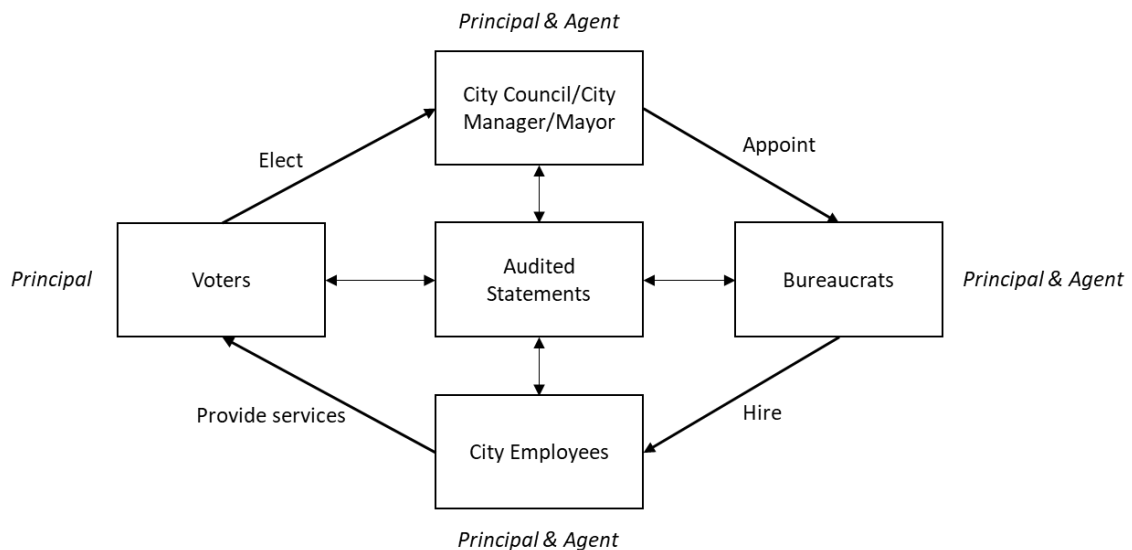 Principal & Agent
City Council/City
Manager/Mayor
Elect
Appoint
Principal
Voters
Audited
Statements
Bureaucrats
Principal & Agent
Provide services
Hire
City Employees
Principal & Agent